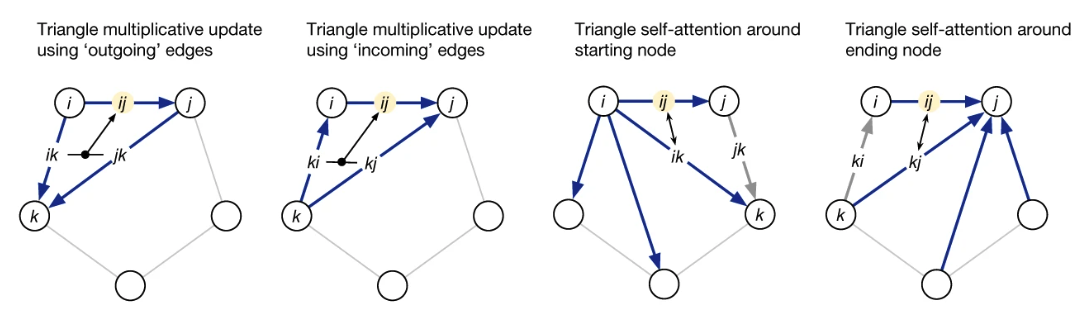 Triangle multiplicative update
using ‘outgoing’ edges
i
ij
j
ik
jk
k
Triangle multiplicative update
using ‘incoming’ edges
i
ij
j
ki
kj
k
Triangle self-attention around
starting node
i
ij
j
ik
jk
k
Triangle self-attention around
ending node
i
ij
j
ki
kj
k